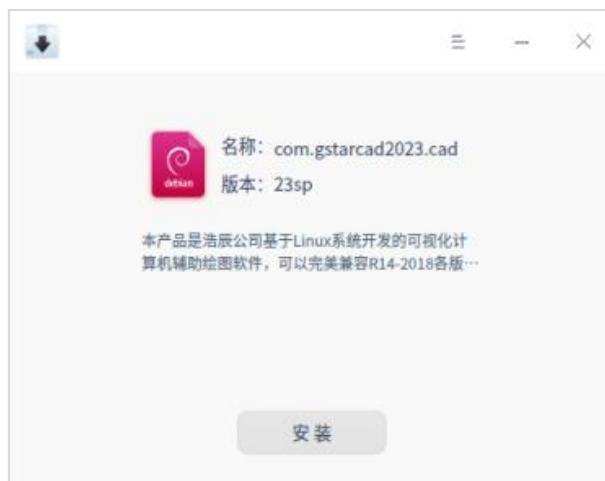 名称：com.gstarcad2023.cad
debian
版本：23sp
本产品是浩辰公司基于Linux系统开发的可视化计
算机辅助绘图软件，可以完美兼容R14-2018各版…
安装